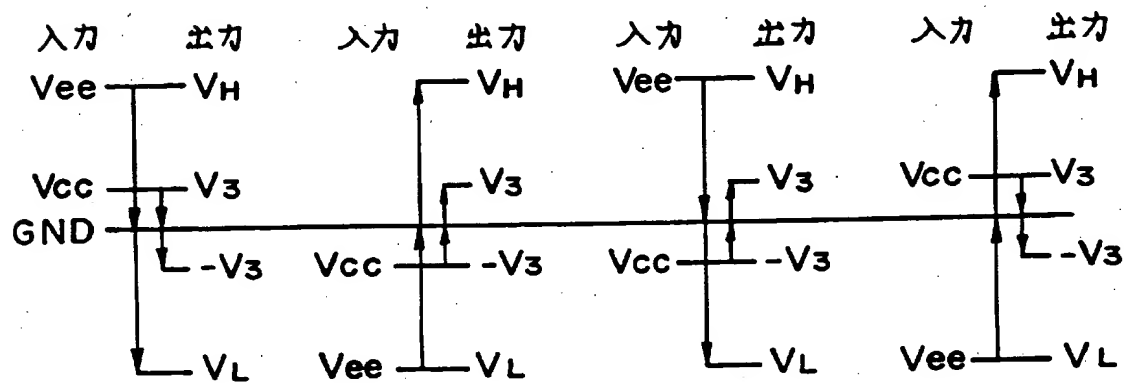 入力 出力 入力 出力 入力 出力 入力 出力
Vee VH VH Vee VH VH
Vcc V3 V3 V3 Vcc V3
GND
-V3 Vcc -V3 Vcc -V3 -V3
VL Vee VL VL Vee VL